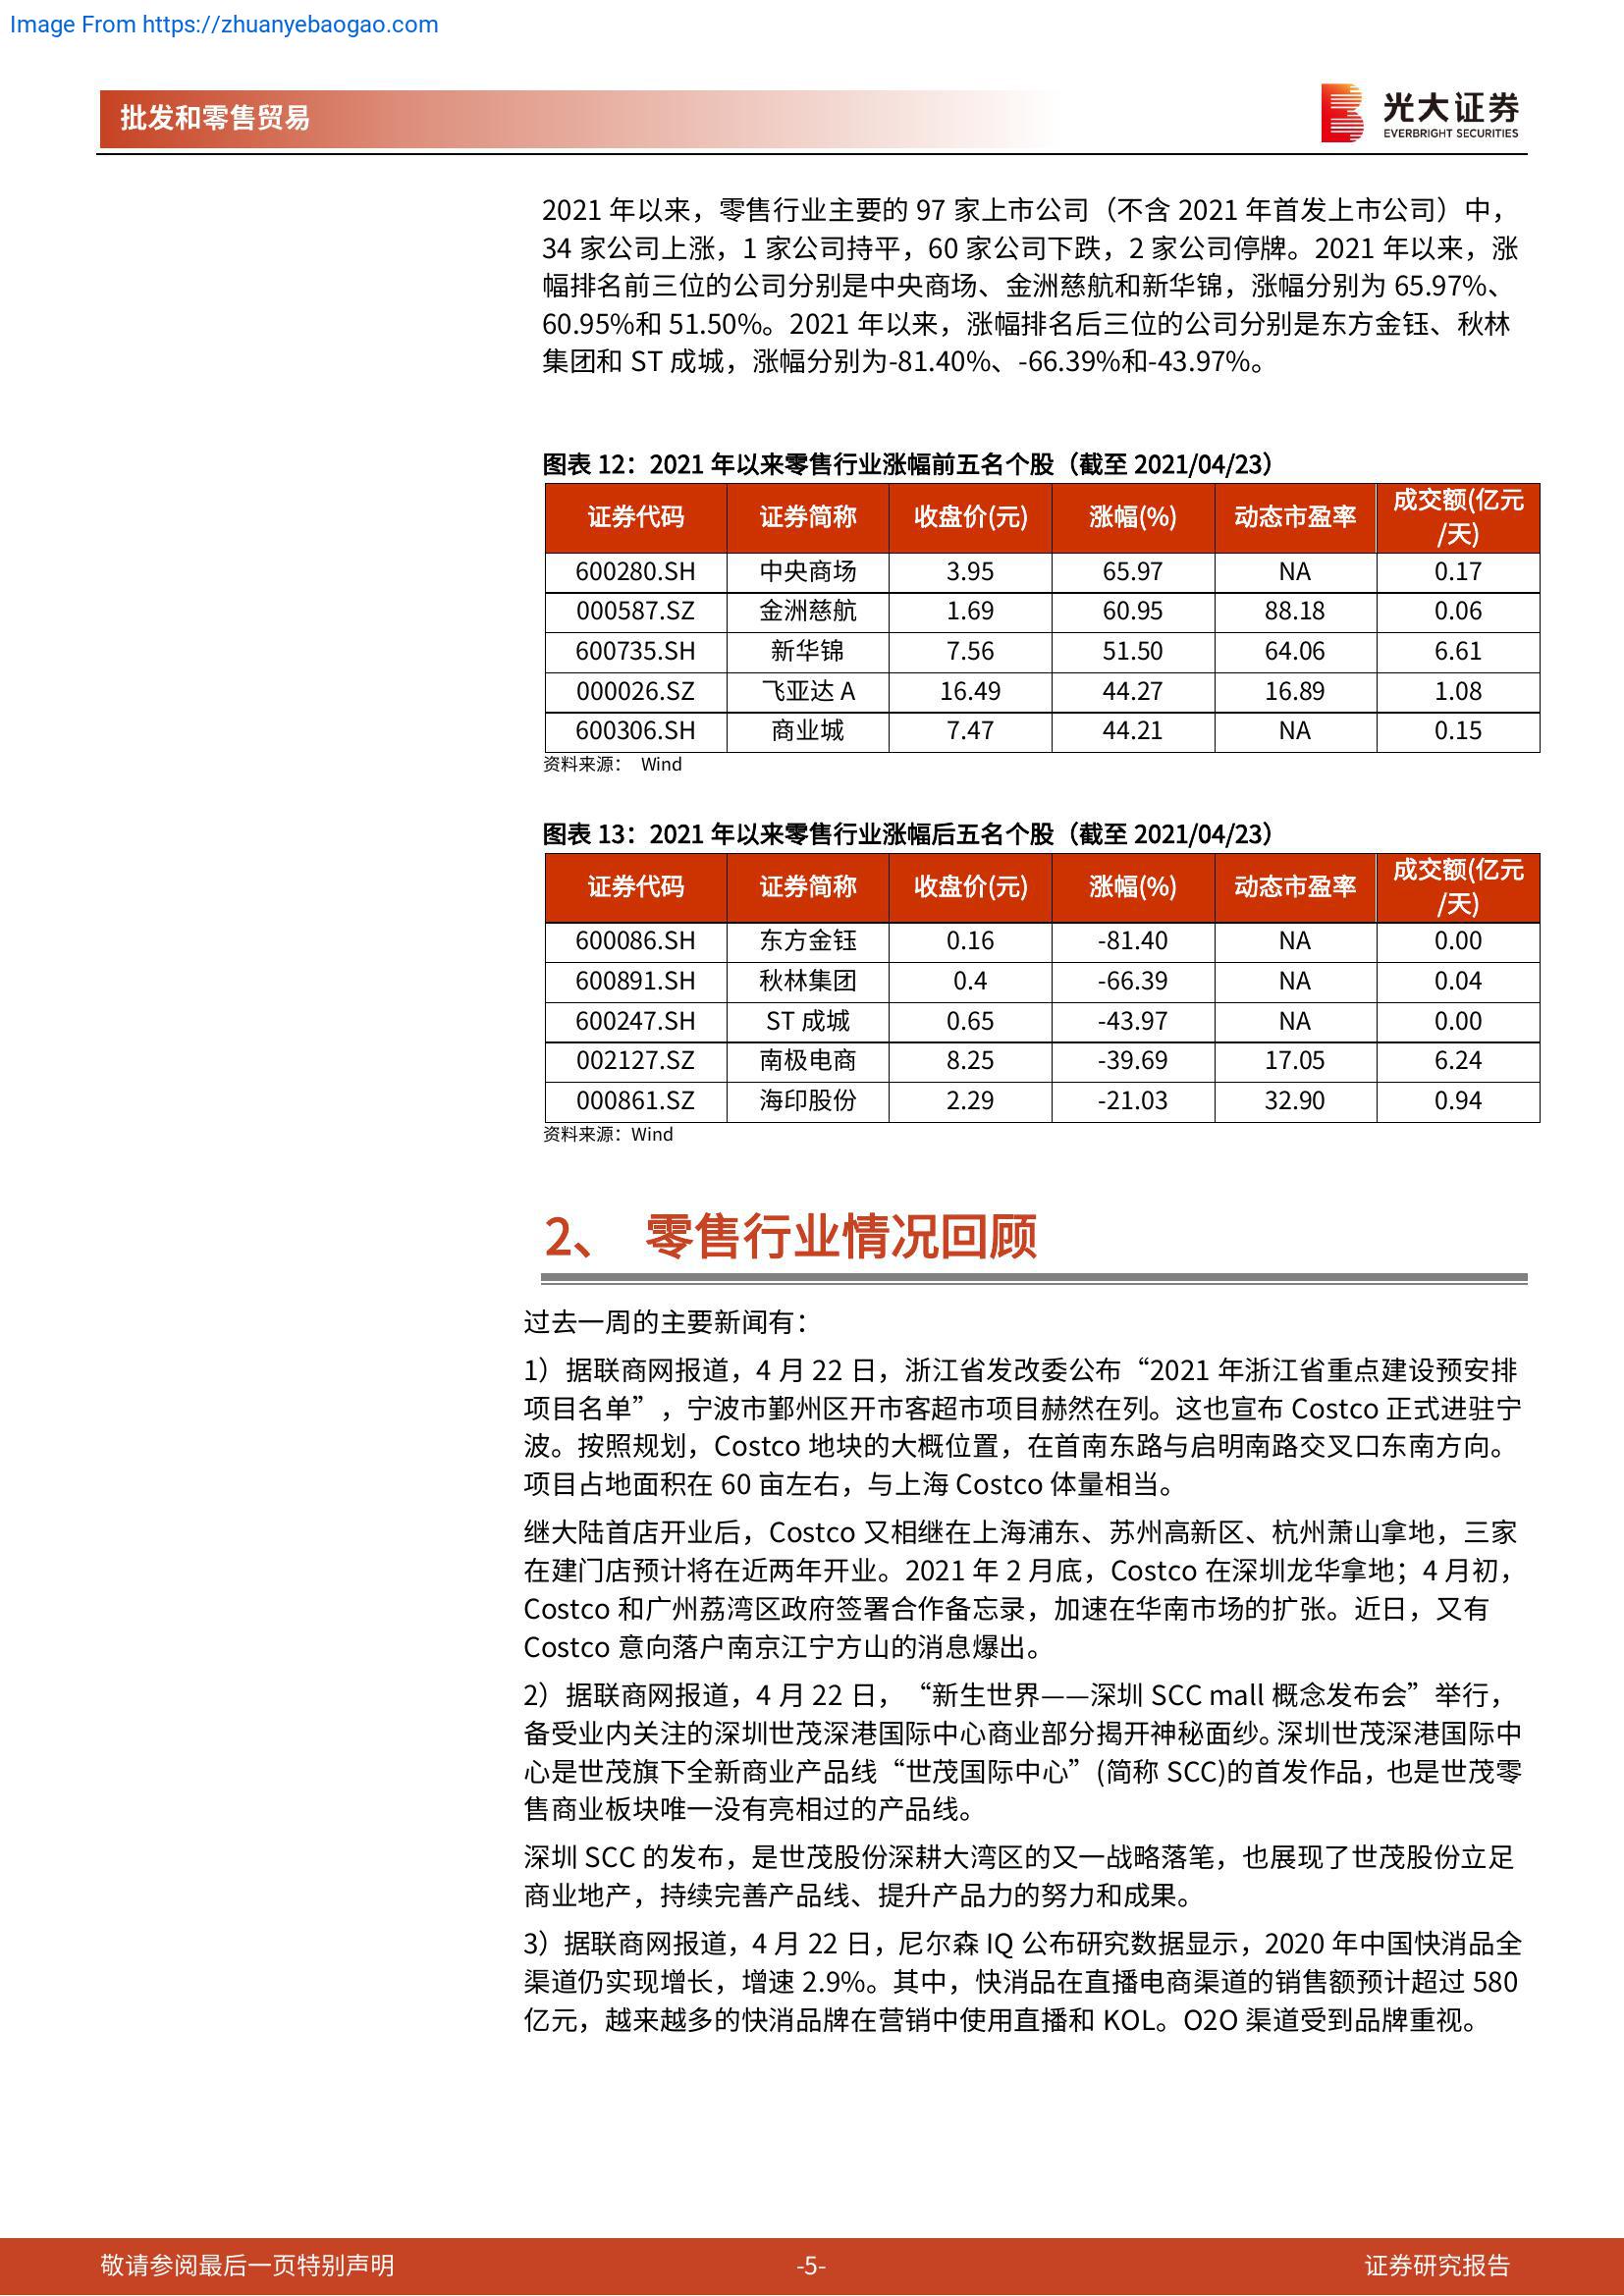 Image From https://zhuanyebaogao.com
批发和零售贸易
光大证券
EVERBRIGHT SECURITIES
2021 年以来，零售行业主要的 97 家上市公司（不含 2021 年首发上市公司）中，
34 家公司上涨，1 家公司持平，60 家公司下跌，2 家公司停牌。2021 年以来，涨
幅排名前三位的公司分别是中央商场、金洲慈航和新华锦，涨幅分别为 65.97%、
60.95%和 51.50%。2021 年以来，涨幅排名后三位的公司分别是东方金钰、秋林
集团和 ST 成城，涨幅分别为-81.40%、-66.39%和-43.97%。
图表 12：2021 年以来零售行业涨幅前五名个股（截至 2021/04/23）
证券代码 证券简称 收盘价(元) 涨幅(%) 动态市盈率 成交额(亿元
/天)
600280.SH 中央商场 3.95 65.97 NA 0.17
000587.SZ 金洲慈航 1.69 60.95 88.18 0.06
600735.SH 新华锦 7.56 51.50 64.06 6.61
000026.SZ 飞亚达 A 16.49 44.27 16.89 1.08
600306.SH 商业城 7.47 44.21 NA 0.15
资料来源： Wind
图表 13：2021 年以来零售行业涨幅后五名个股（截至 2021/04/23）
证券代码 证券简称 收盘价(元) 涨幅(%) 动态市盈率 成交额(亿元
/天)
600086.SH 东方金钰 0.16 -81.40 NA 0.00
600891.SH 秋林集团 0.4 -66.39 NA 0.04
600247.SH ST 成城 0.65 -43.97 NA 0.00
002127.SZ 南极电商 8.25 -39.69 17.05 6.24
000861.SZ 海印股份 2.29 -21.03 32.90 0.94
资料来源：Wind
2、 零售行业情况回顾
过去一周的主要新闻有：
1）据联商网报道，4 月 22 日，浙江省发改委公布“2021 年浙江省重点建设预安排
项目名单”，宁波市鄞州区开市客超市项目赫然在列。这也宣布 Costco 正式进驻宁
波。按照规划，Costco 地块的大概位置，在首南东路与启明南路交叉口东南方向。
项目占地面积在 60 亩左右，与上海 Costco 体量相当。
继大陆首店开业后，Costco 又相继在上海浦东、苏州高新区、杭州萧山拿地，三家
在建门店预计将在近两年开业。2021 年 2 月底，Costco 在深圳龙华拿地；4 月初，
Costco 和广州荔湾区政府签署合作备忘录，加速在华南市场的扩张。近日，又有
Costco 意向落户南京江宁方山的消息爆出。
2）据联商网报道，4 月 22 日，“新生世界——深圳 SCC mall 概念发布会”举行，
备受业内关注的深圳世茂深港国际中心商业部分揭开神秘面纱。深圳世茂深港国际中
心是世茂旗下全新商业产品线“世茂国际中心”(简称 SCC)的首发作品，也是世茂零
售商业板块唯一没有亮相过的产品线。
深圳 SCC 的发布，是世茂股份深耕大湾区的又一战略落笔，也展现了世茂股份立足
商业地产，持续完善产品线、提升产品力的努力和成果。
3）据联商网报道，4 月 22 日，尼尔森 IQ 公布研究数据显示，2020 年中国快消品全
渠道仍实现增长，增速 2.9%。其中，快消品在直播电商渠道的销售额预计超过 580
亿元，越来越多的快消品牌在营销中使用直播和 KOL。O2O 渠道受到品牌重视。
敬请参阅最后一页特别声明 -5- 证券研究报告